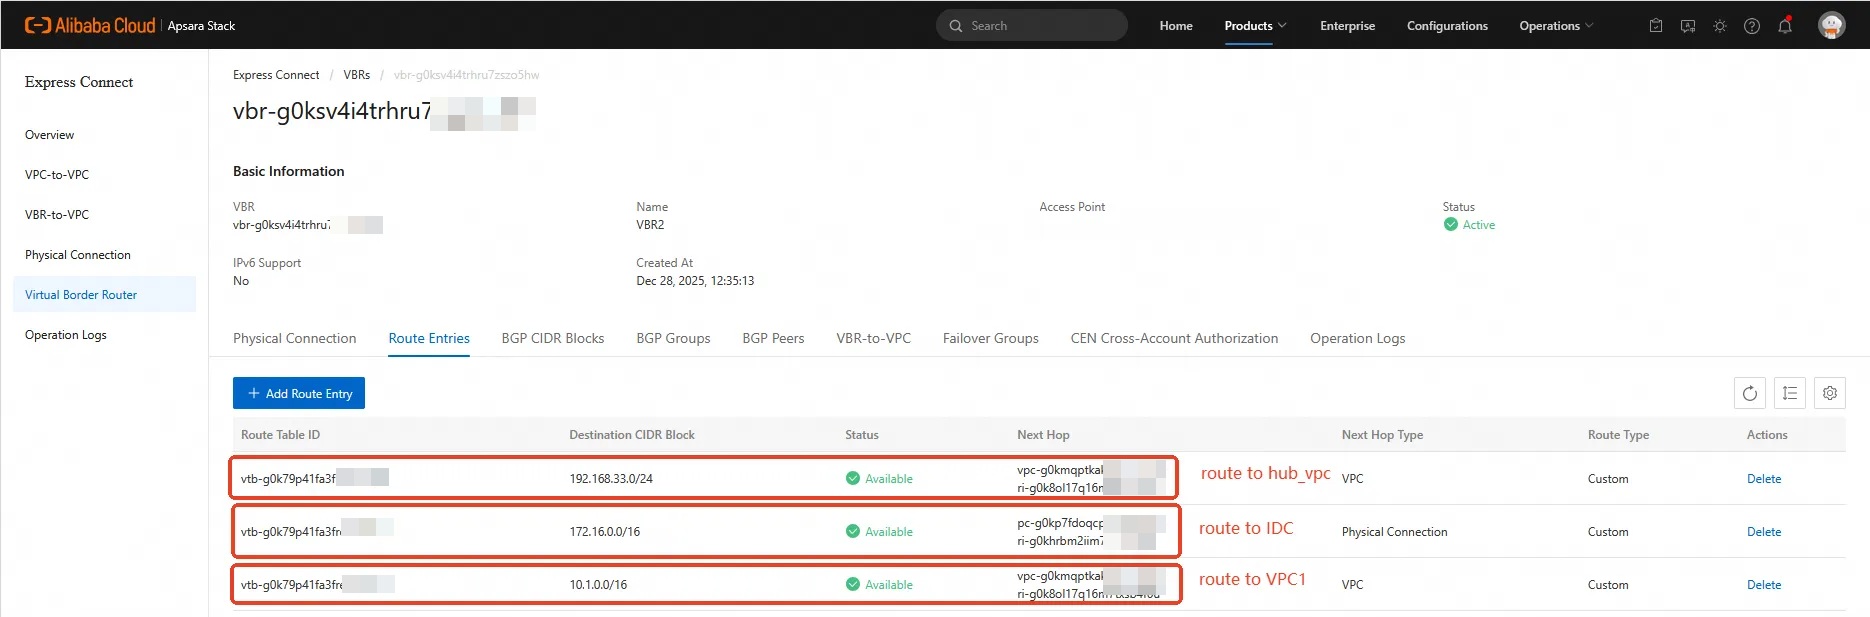 Alibaba Cloud | Apsara Stack
Search
Home
Products
Enterprise
Configurations
Operations
Express Connect
Overview
VPC-to-VPC
VBR-to-VPC
Physical Connection
Virtual Border Router
Operation Logs
Express Connect / VBRs / vbr-g0ksv4i4trhru7zszo5hw
vbr-g0ksv4i4trhru7
Basic Information
VBR
vbr-g0ksv4i4trhru7
Name
VBR2
Access Point
Status
Active
IPv6 Support
No
Created At
Dec 28, 2025, 12:35:13
Physical Connection
Route Entries
BGP CIDR Blocks
BGP Groups
BGP Peers
VBR-to-VPC
Failover Groups
CEN Cross-Account Authorization
Operation Logs
Add Route Entry
Route Table ID Destination CIDR Block Status Next Hop Next Hop Type Route Type Actions
vtb-g0k79p41fa3f 192.168.33.0/24 Available vpc-g0kmqptkak route to hub_vpc VPC Custom Delete
ri-g0k8ol17q16m
vtb-g0k79p41fa3fr 172.16.0.0/16 Available pc-g0kp7fdoqcp route to IDC Physical Connection Custom Delete
ri-g0khrbm2iim7
vtb-g0k79p41fa3fre 10.1.0.0/16 Available vpc-g0kmqptkak route to VPC1 VPC Custom Delete
ri-g0k8ol17q16m